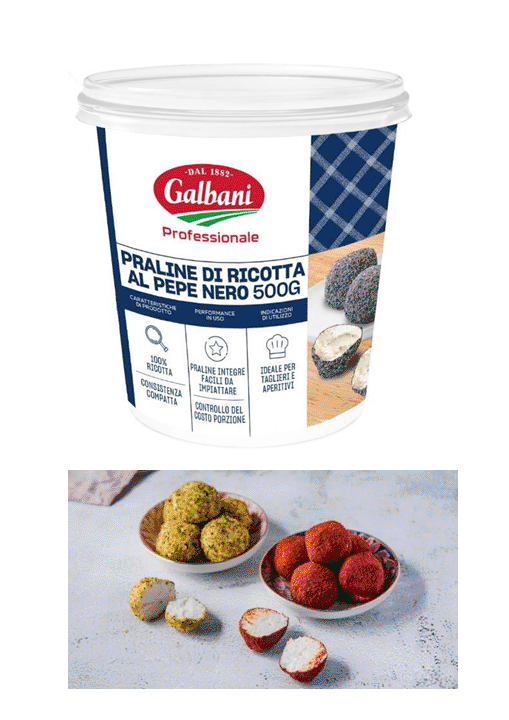 -DAL 1882-
Galbani
Professionale
PRALINE DI RICOTTA
AL PEPE NERO 500G
CARATTERISTICHE
DI PRODOTTO
PERFORMANCE
IN USO
INDICAZIONI
DI UTILIZZO
100%
RICOTTA
CONSISTENZA
COMPATTA
PRALINE INTEGRE
FACILI DA
IMPIATTARE
CONTROLLO DEL
COSTO PORZIONE
IDEALE PER
TAGLIERI E
APERITIVI